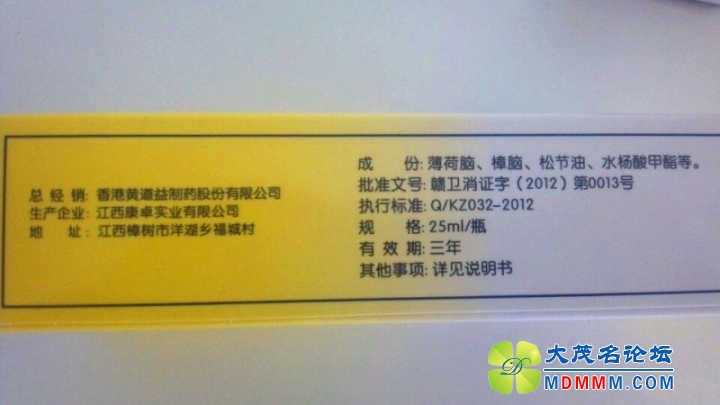 总 经 销: 香港黄道益制药股份有限公司
生产企业: 江西康卓实业有限公司
地 址: 江西樟树市洋湖乡福城村
成 份: 薄荷脑、樟脑、松节油、水杨酸甲酯等。
批准文号: 赣卫消证字（2012）第0013号
执行标准: Q/KZ032-2012
规 格: 25ml/瓶
有 效 期: 三年
其他事项: 详见说明书
大茂名论坛
MDMMM.COM